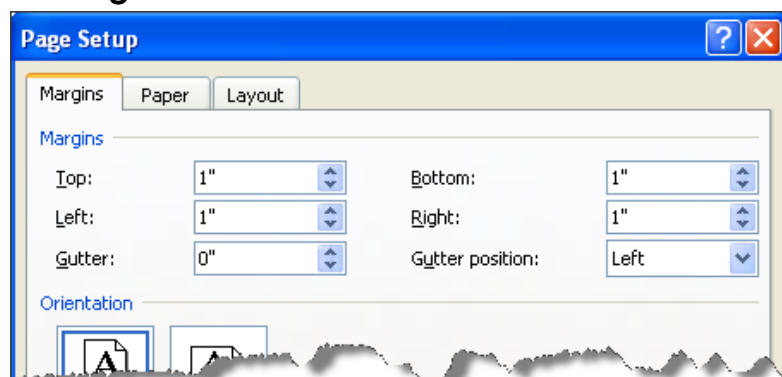 Page Setup
Margins Paper Layout
Margins
Top: 1" Bottom: 1"
Left: 1" Right: 1"
Gutter: 0" Gutter position: Left
Orientation
A A